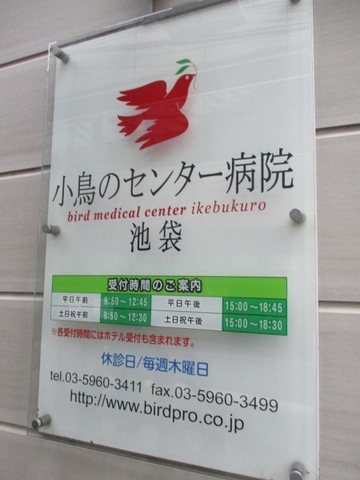 小鳥のセンター病院
bird medical center ikebukuro
池袋
受付時間のご案内
平日午前 9:50～12:45 平日午後 15:00～18:45
土日祝午前 9:50～12:30 土日祝午後 15:00～18:30
※各受付時間にはホテル受付も含まれます。
休診日/毎週木曜日
tel.03-5960-3411 fax.03-5960-3499
http://www.birdpro.co.jp